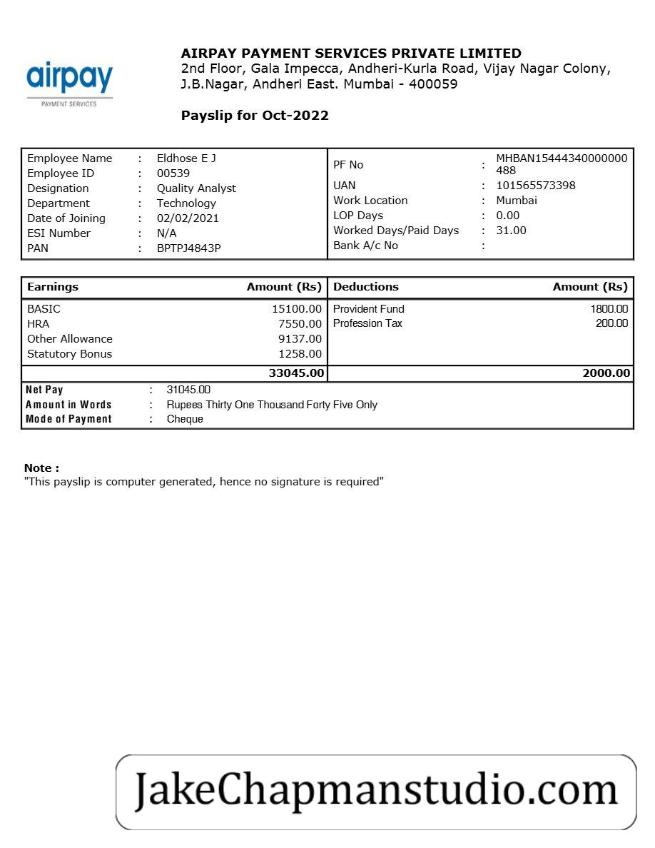 airpay
PAYMENT SERVICES
AIRPAY PAYMENT SERVICES PRIVATE LIMITED
2nd Floor, Gala Impecca, Andheri-Kurla Road, Vijay Nagar Colony,
J.B.Nagar, Andheri East. Mumbai - 400059
Payslip for Oct-2022
Employee Name : Eldhose E J
Employee ID : 00539
Designation : Quality Analyst
Department : Technology
Date of Joining : 02/02/2021
ESI Number : N/A
PAN : BPTPJ4843P
PF No : MHBAN15444340000000
488
UAN : 101565573398
Work Location : Mumbai
LOP Days : 0.00
Worked Days/Paid Days : 31.00
Bank A/c No :
Earnings Amount (Rs) Deductions Amount (Rs)
BASIC 15100.00 Provident Fund 1800.00
HRA 7550.00 Profession Tax 200.00
Other Allowance 9137.00
Statutory Bonus 1258.00
33045.00 2000.00
Net Pay : 31045.00
Amount in Words : Rupees Thirty One Thousand Forty Five Only
Mode of Payment : Cheque
Note :
"This payslip is computer generated, hence no signature is required"
JakeChapmanstudio.com